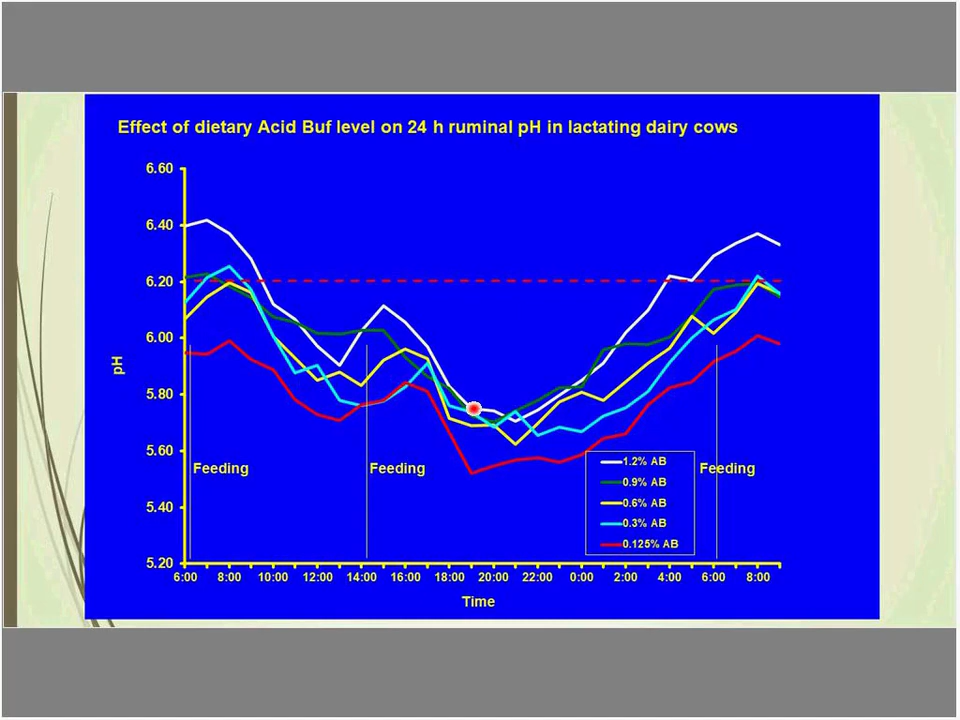 Effect of dietary Acid Buf level on 24 h ruminal pH in lactating dairy cows
6.60
6.40
6.20
6.00
pH
5.80
5.60
Feeding
Feeding
Feeding
1.2% AB
0.9% AB
0.6% AB
0.3% AB
0.125% AB
5.40
5.20
6:00 8:00 10:00 12:00 14:00 16:00 18:00 20:00 22:00 0:00 2:00 4:00 6:00 8:00
Time